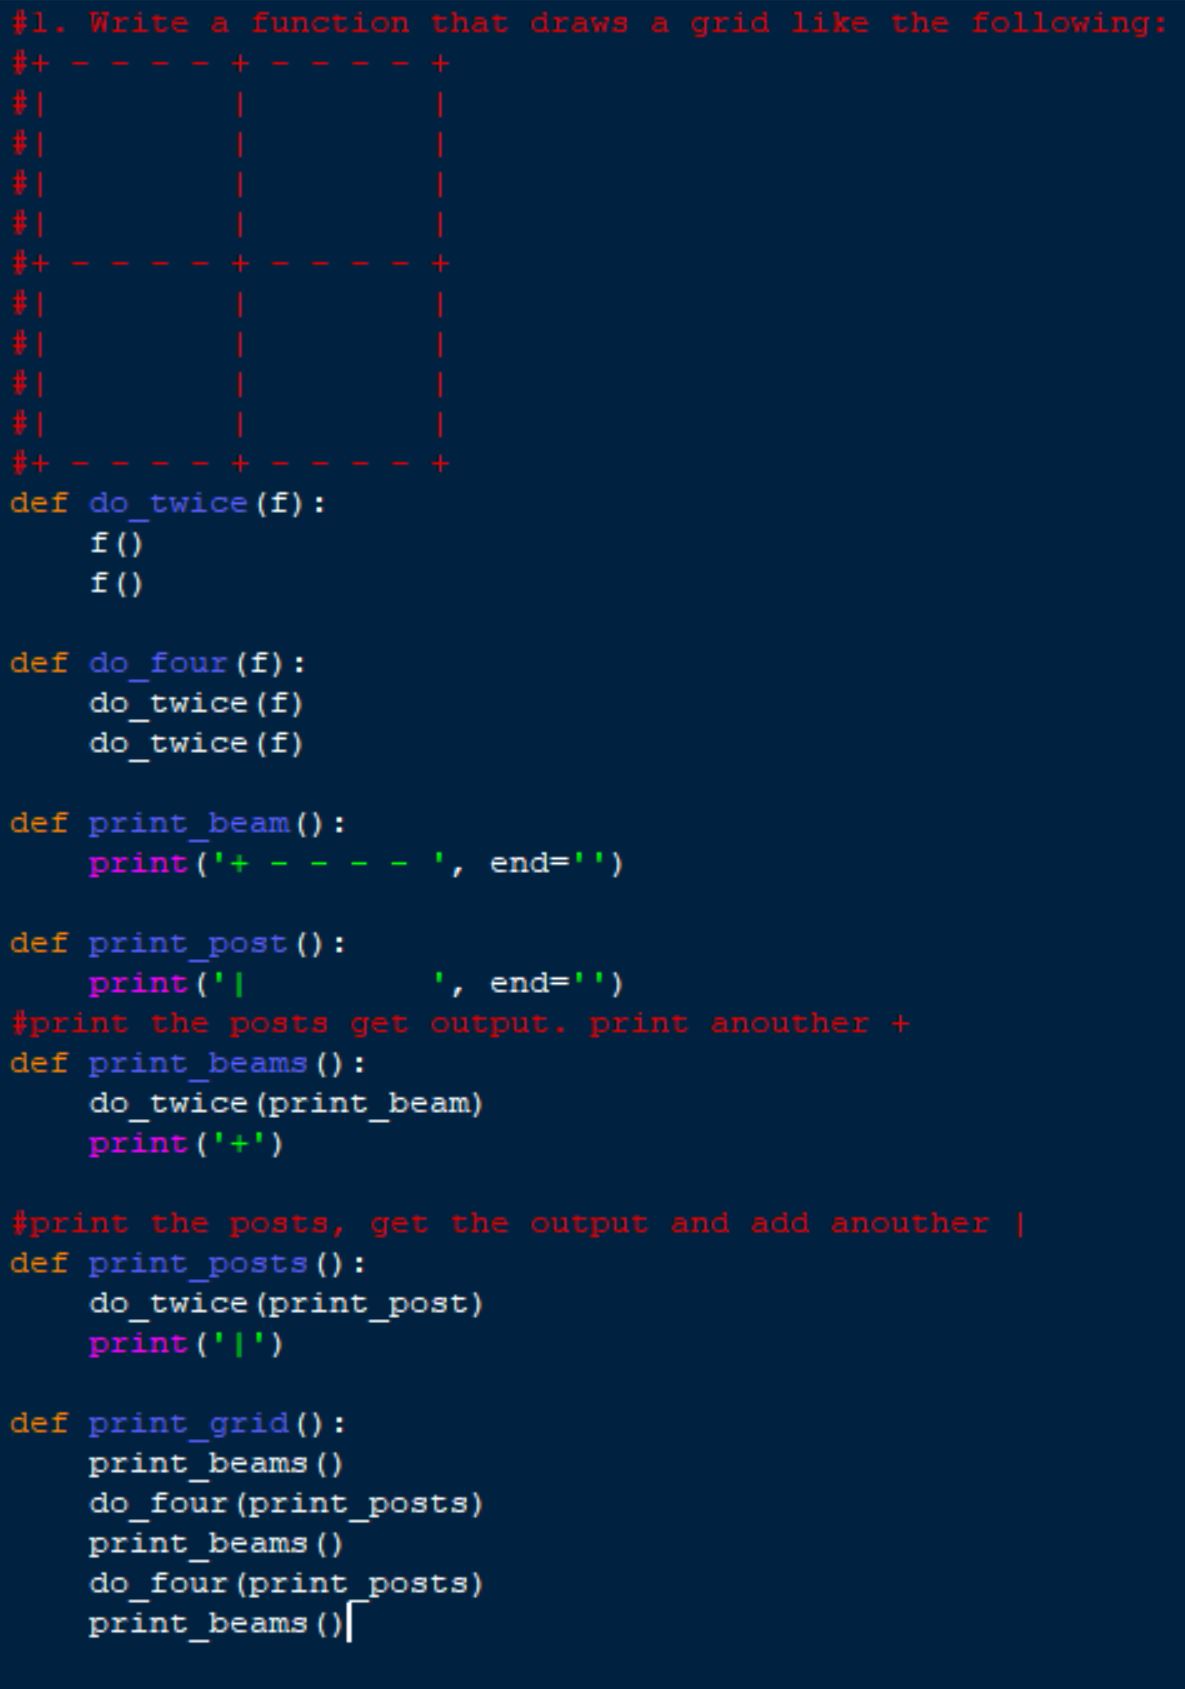 #1. Write a function that draws a grid like the following:
#+ - - - - + - - - - - +
#|         |         |
#|         |         |
#|         |         |
#|         |         |
#+ - - - - + - - - - - +
#|         |         |
#|         |         |
#|         |         |
#|         |         |
#+ - - - - + - - - - - +
def do_twice(f):
    f()
    f()

def do_four(f):
    do_twice(f)
    do_twice(f)

def print_beam():
    print('+ - - - - ', end='')

def print_post():
    print('|         ', end='')
#print the posts get output. print anouther +
def print_beams():
    do_twice(print_beam)
    print('+')

#print the posts, get the output and add anouther |
def print_posts():
    do_twice(print_post)
    print('|')

def print_grid():
    print_beams()
    do_four(print_posts)
    print_beams()
    do_four(print_posts)
    print_beams()